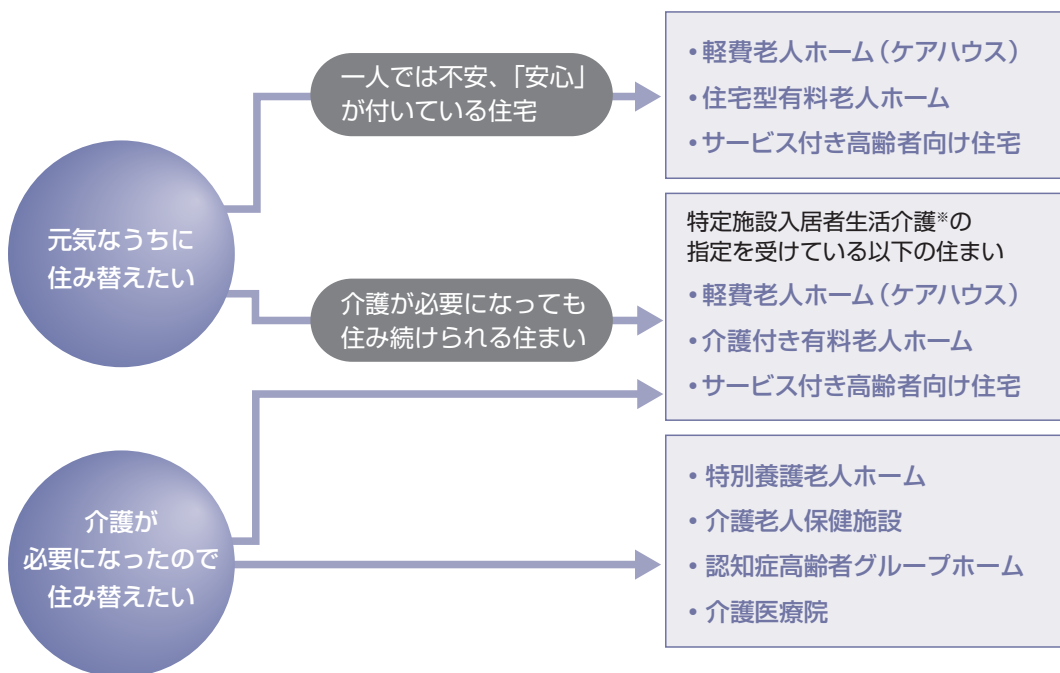 元気なうちに
住み替えたい
一人では不安、「安心」
が付いている住宅
・軽費老人ホーム（ケアハウス）
・住宅型有料老人ホーム
・サービス付き高齢者向け住宅
介護が必要になっても
住み続けられる住まい
特定施設入居者生活介護※の
指定を受けている以下の住まい
・軽費老人ホーム（ケアハウス）
・介護付き有料老人ホーム
・サービス付き高齢者向け住宅
介護が
必要になったので
住み替えたい
・特別養護老人ホーム
・介護老人保健施設
・認知症高齢者グループホーム
・介護医療院